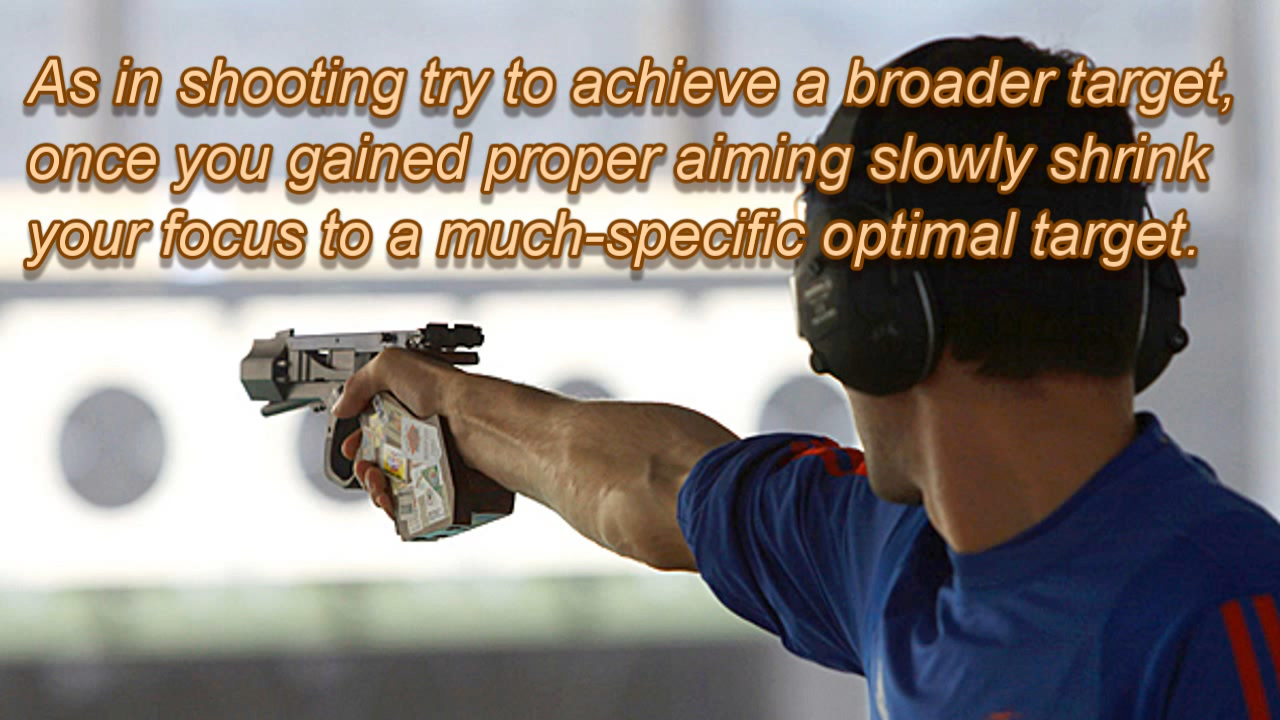 As in shooting try to achieve a broader target,
once you gained proper aiming slowly shrink
your focus to a much-specific optimal target.